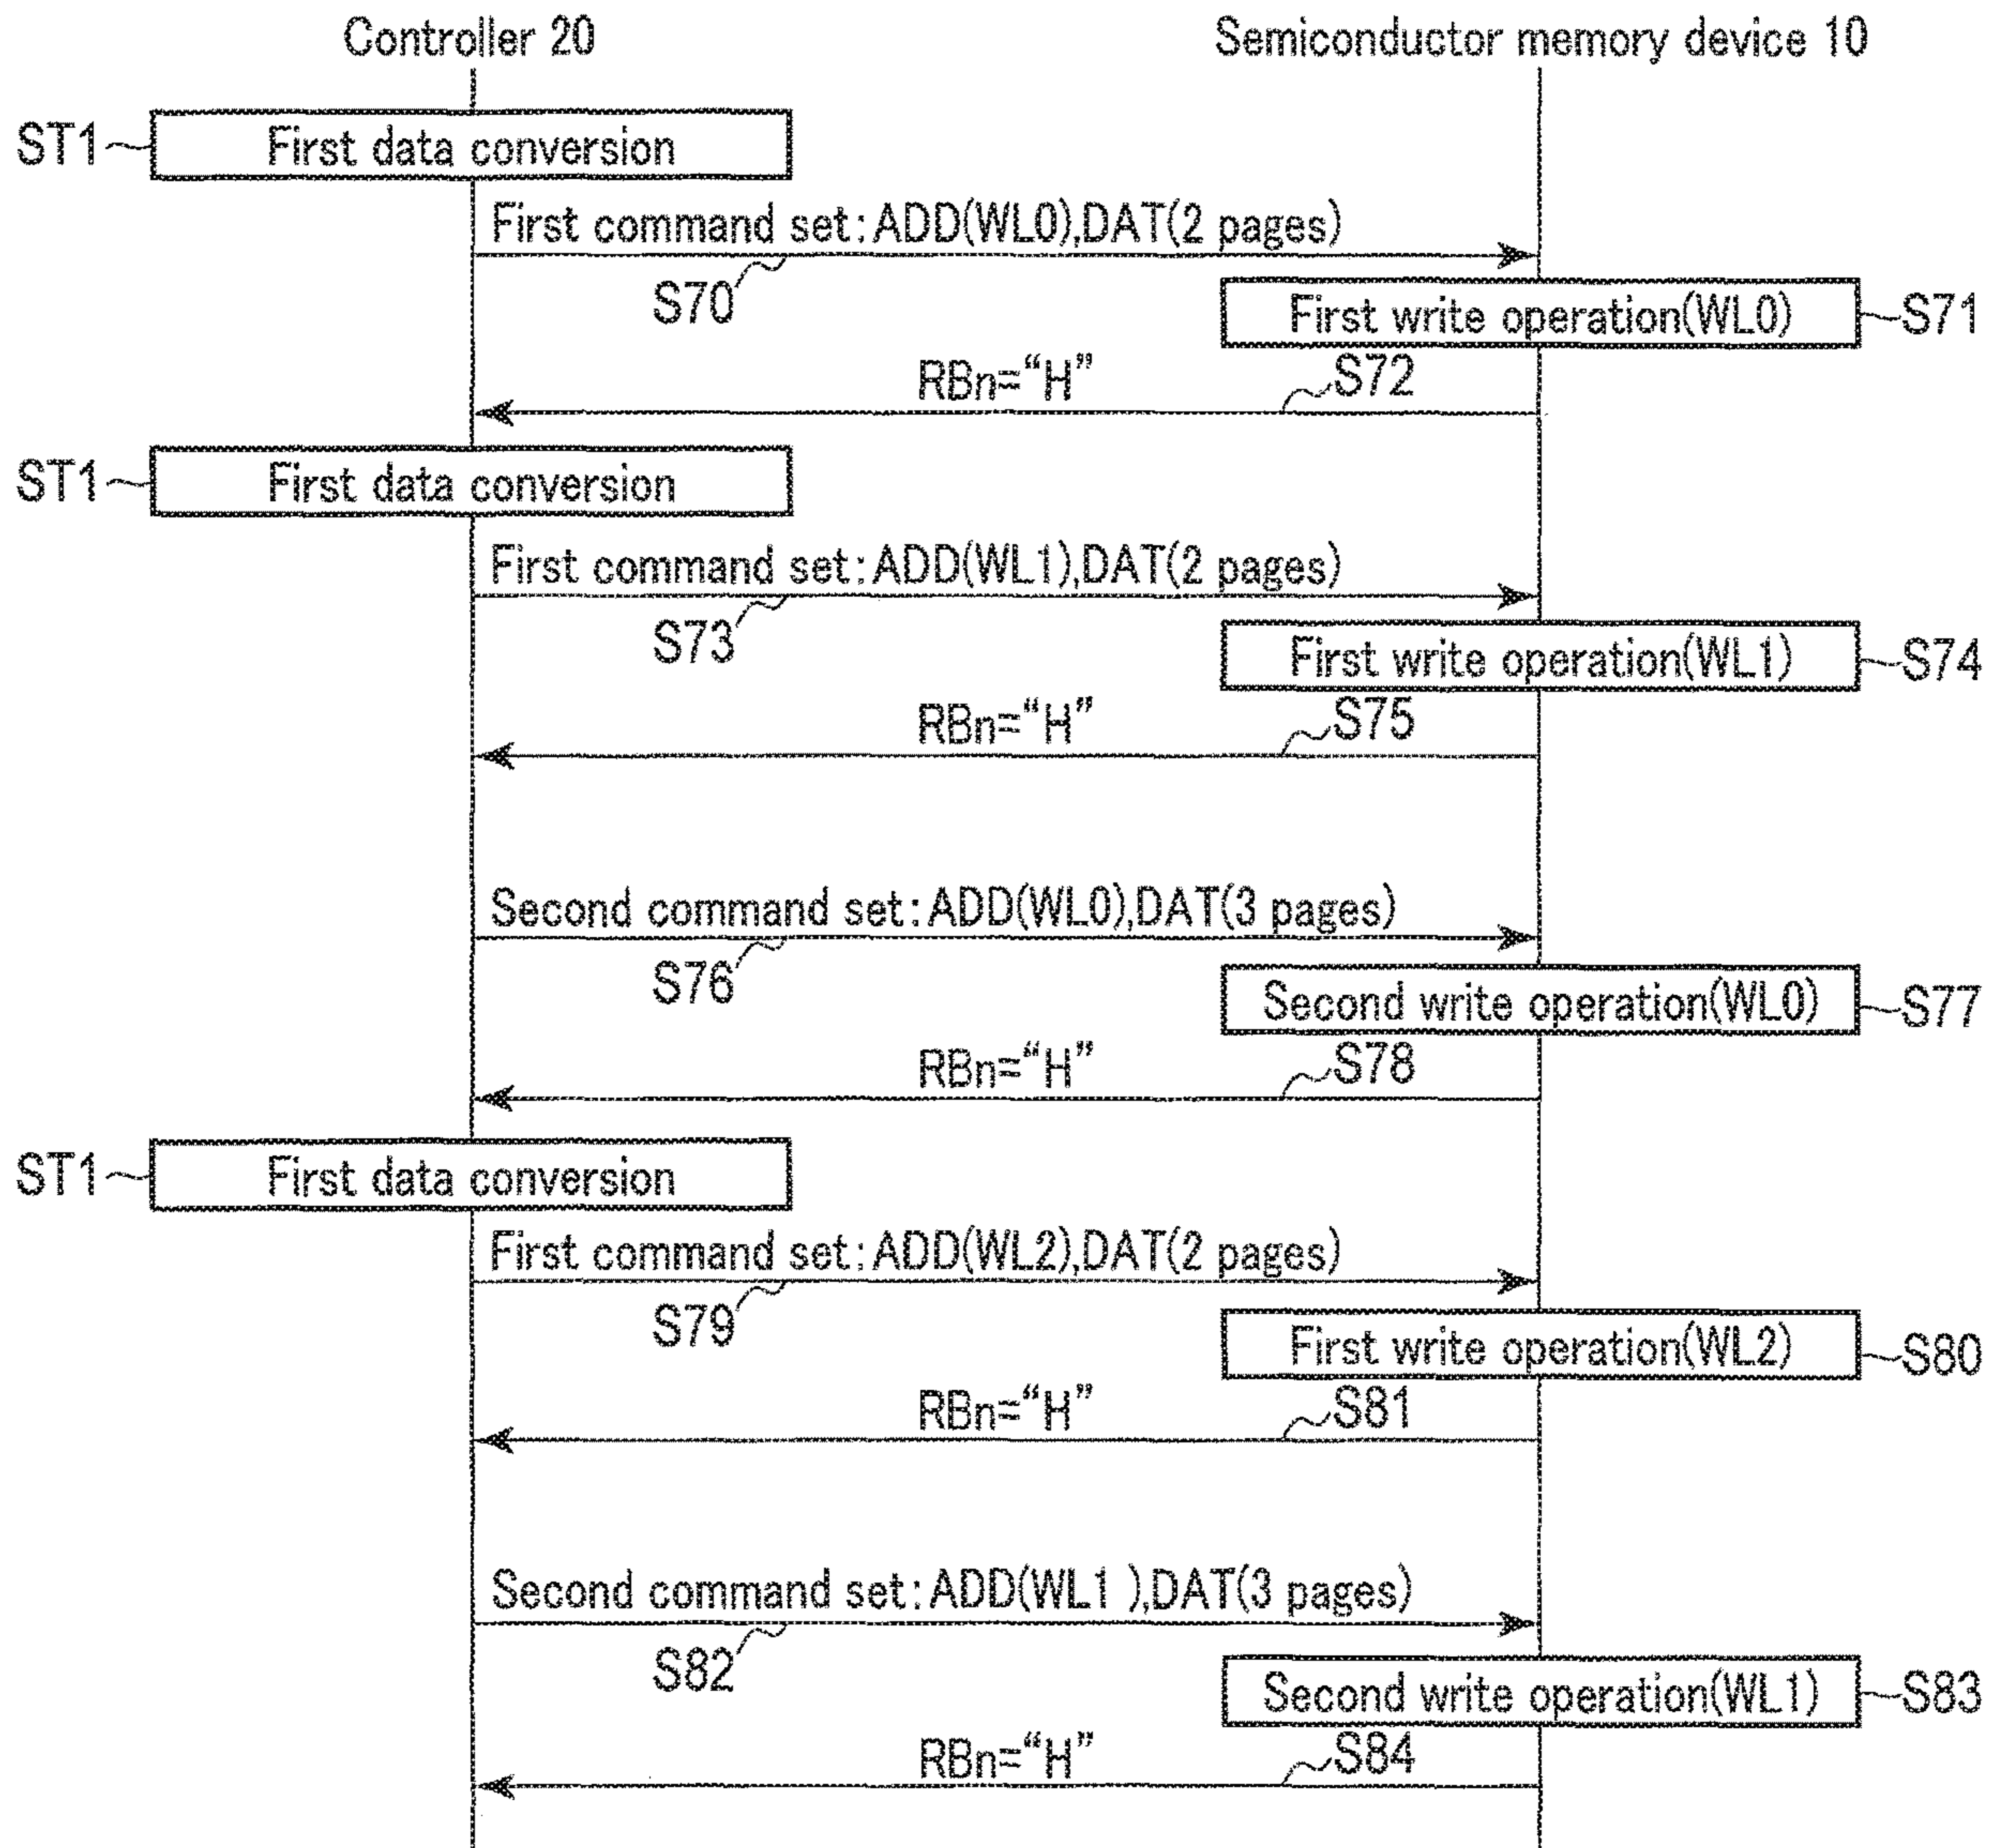 Controller 20 Semiconductor memory device 10
ST1 First data conversion
First command set:ADD(WL0),DAT(2 pages)
S70
First write operation(WL0) S71
RBn="H" S72
ST1 First data conversion
First command set:ADD(WL1),DAT(2 pages)
S73
First write operation(WL1) S74
RBn="H" S75
Second command set:ADD(WL0),DAT(3 pages)
S76
Second write operation(WL0) S77
RBn="H" S78
ST1 First data conversion
First command set:ADD(WL2),DAT(2 pages)
S79
First write operation(WL2) S80
RBn="H" S81
Second command set:ADD(WL1 ),DAT(3 pages)
S82
Second write operation(WL1) S83
RBn="H" S84